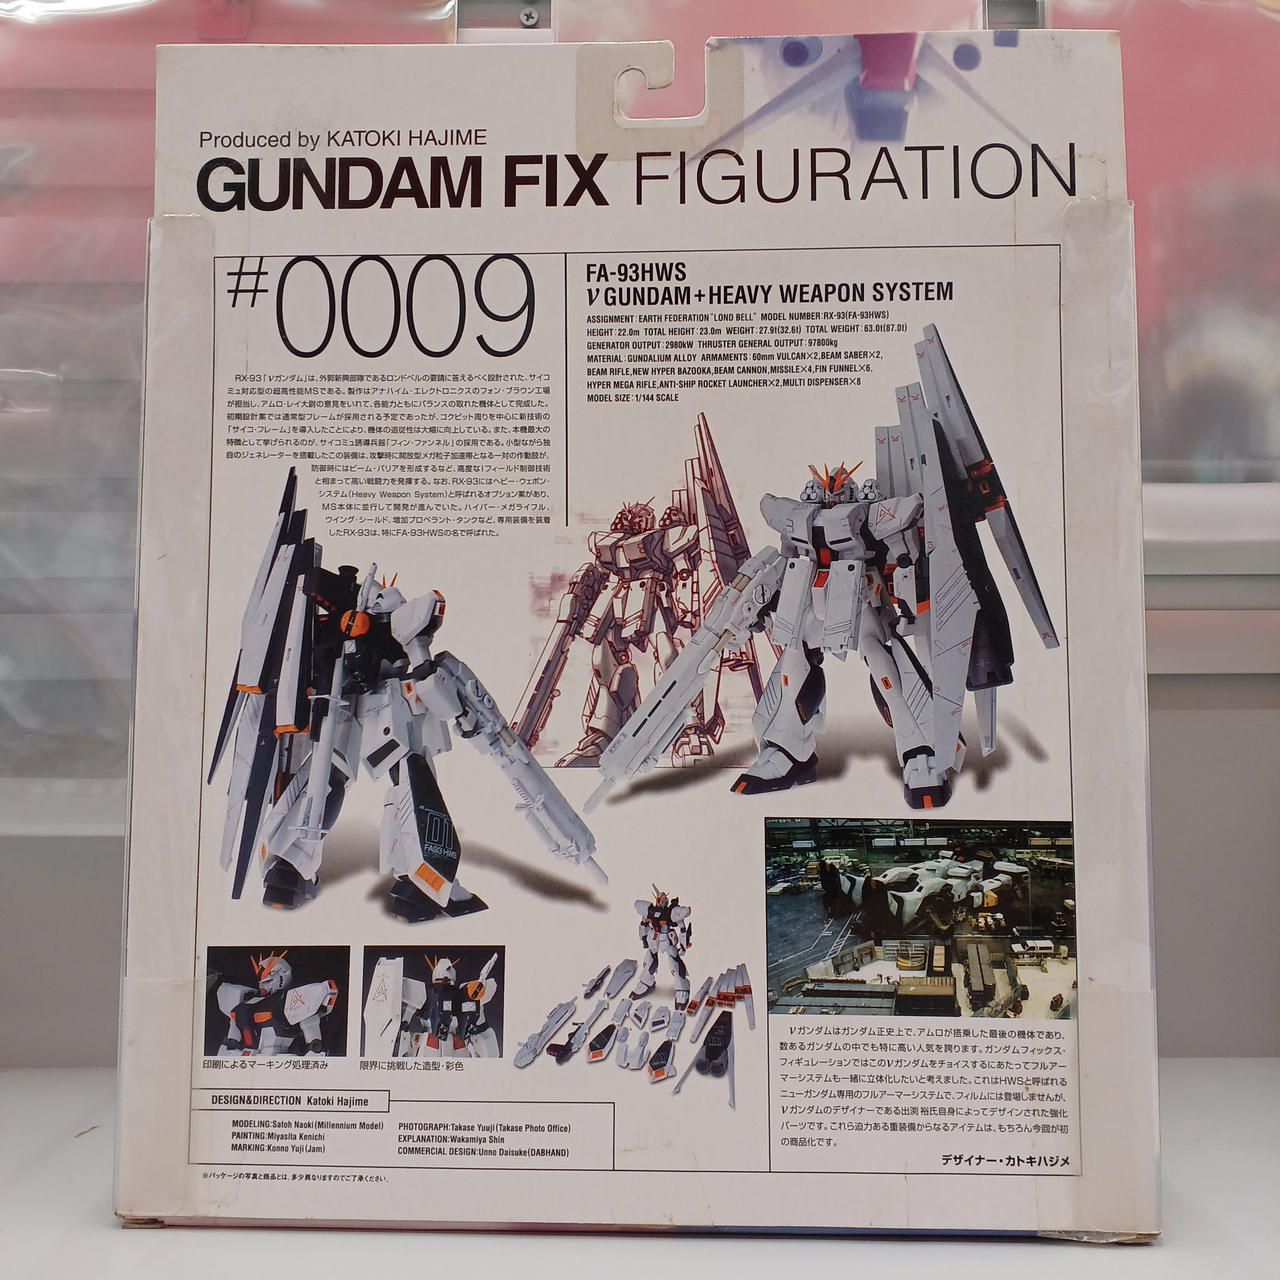 Produced by KATOKI HAJIME
GUNDAM FIX FIGURATION
#0009
RX-93「νガンダム」は、外郭新興部隊であるロンドベルの要請に答えるべく設計された、サイコ
ミュ対応型の超高性能MSである。製作はアナハイム・エレクトロニクスのフォン・ブラウン工場
が担当し、アムロ・レイ大尉の意見をいれて、各能力ともにバランスの取れた機体として完成した。
初期設計案では通常型フレームが採用される予定であったが、コクピット周りを中心に新技術の
「サイコ・フレーム」を導入したことにより、機体の追従性は大幅に向上している。また、本機最大の
特徴として挙げられるのが、サイコミュ誘導兵器「フィン・ファンネル」の採用である。小型ながら独
自のジェネレーターを搭載したこの装備は、攻撃時に開放型メガ粒子加速帯となる一対の作動肢が、
防御時にはビーム・バリアを形成するなど、高度なIフィールド制御技術
と相まって高い戦闘力を発揮する。なお、RX-93にはヘビー・ウェポン・
システム(Heavy Weapon System)と呼ばれるオプション案があり、
MS本体に並行して開発が進んでいた。ハイパー・メガライフル、
ウイング・シールド、増加プロペラント・タンクなど、専用装備を装着
したRX-93は、特にFA-93HWSの名で呼ばれた。
FA-93HWS
ν GUNDAM+HEAVY WEAPON SYSTEM
ASSIGNMENT:EARTH FEDERATION "LOND BELL" MODEL NUMBER:RX-93(FA-93HWS)
HEIGHT:22.0m TOTAL HEIGHT:23.0m WEIGHT:27.9t(32.6t) TOTAL WEIGHT:63.0t(87.0t)
GENERATOR OUTPUT:2980kW THRUSTER GENERAL OUTPUT:97800kg
MATERIAL:GUNDALIUM ALLOY ARMAMENTS:60mm VULCAN×2,BEAM SABER×2,
BEAM RIFLE,NEW HYPER BAZOOKA,BEAM CANNON,MISSILE×4,FIN FUNNEL×6,
HYPER MEGA RIFLE,ANTI-SHIP ROCKET LAUNCHER×2,MULTI DISPENSER×8
MODEL SIZE:1/144 SCALE
01
FA93 HWS
印刷によるマーキング処理済み
限界に挑戦した造型・彩色
νガンダムはガンダム正史上で、アムロが搭乗した最後の機体であり、
数あるガンダムの中でも特に高い人気を誇ります。ガンダムフィックス・
フィギュレーションではこのνガンダムをチョイスするにあたってフルアー
マーシステムも一緒に立体化したいと考えました。これはHWSと呼ばれる
ニューガンダム専用のフルアーマーシステムで、フィルムには登場しませんが、
νガンダムのデザイナーである出渕 裕氏自身によってデザインされた強化
パーツです。これら迫力ある重装備からなるアイテムは、もちろん今回が初
の商品化です。
デザイナー・カトキハジメ
DESIGN&DIRECTION Katoki Hajime
MODELING:Satoh Naoki(Millennium Model)
PAINTING:Miyasita Kenichi
MARKING:Konno Yuji(Jam)
PHOTOGRAPH:Takase Yuuji(Takase Photo Office)
EXPLANATION:Wakamiya Shin
COMMERCIAL DESIGN:Unno Daisuke(DABHAND)
※パッケージの写真と商品とは、多少異なりますのでご了承ください。